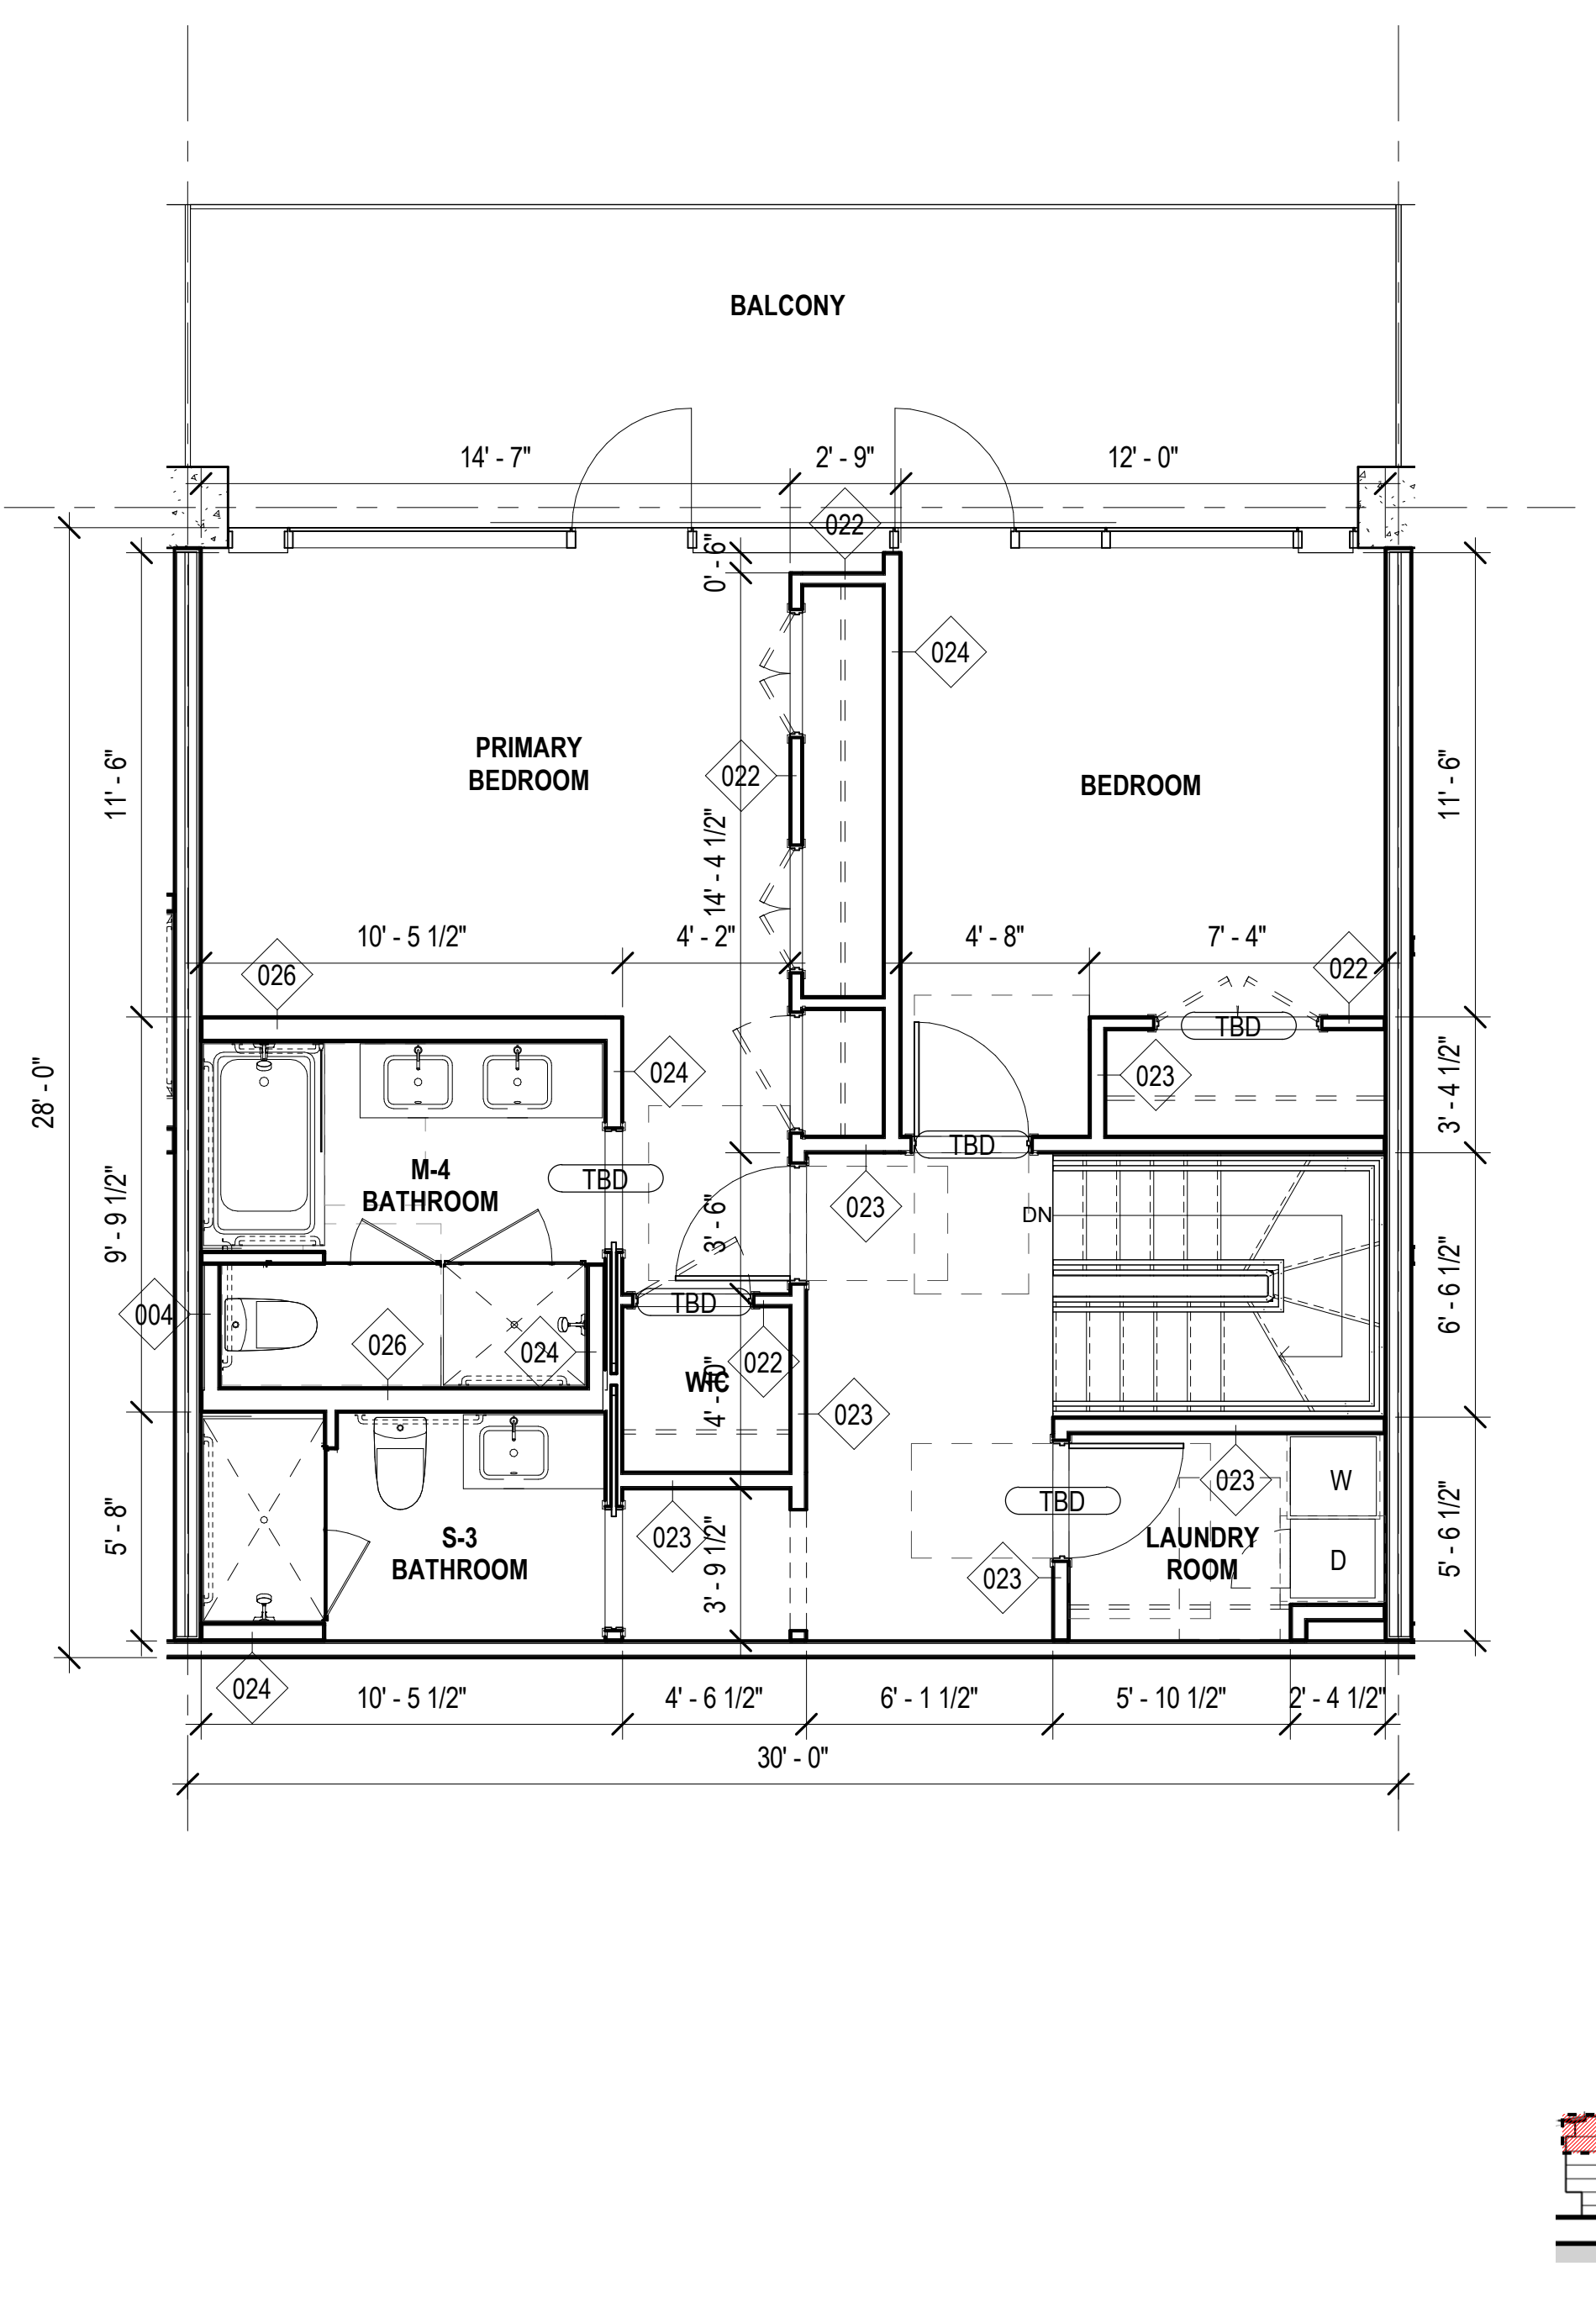 BALCONY
14' - 7"
2' - 9"
12' - 0"
022
0' - 6"
024
PRIMARY
BEDROOM
022
BEDROOM
11' - 6"
11' - 6"
14' - 4 1/2"
10' - 5 1/2"
4' - 2"
4' - 8"
7' - 4"
026
022
TBD
28' - 0"
024
023
3' - 4 1/2"
TBD
M-4
BATHROOM
TBD
9' - 9 1/2"
023
3' - 6"
DN
6' - 6 1/2"
TBD
004
026
024
022
WIC
4' - 0"
023
023
W
TBD
5' - 8"
S-3
BATHROOM
023
3' - 9 1/2"
LAUNDRY
ROOM
D
023
5' - 6 1/2"
024
10' - 5 1/2"
4' - 6 1/2"
6' - 1 1/2"
5' - 10 1/2"
2' - 4 1/2"
30' - 0"